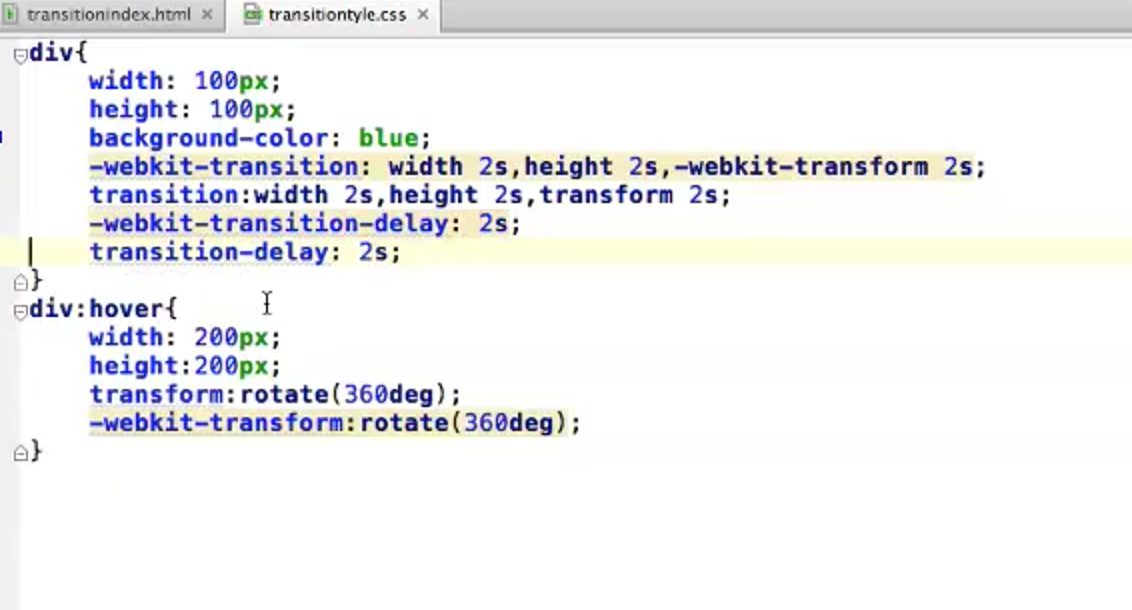 transitionindex.html
transitiontyle.css
div{
width: 100px;
height: 100px;
background-color: blue;
-webkit-transition: width 2s,height 2s,-webkit-transform 2s;
transition:width 2s,height 2s,transform 2s;
-webkit-transition-delay: 2s;
transition-delay: 2s;
}
div:hover{
width: 200px;
height:200px;
transform:rotate(360deg);
-webkit-transform:rotate(360deg);
}